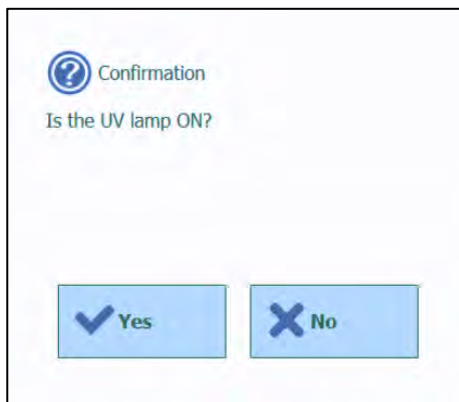 Confirmation
Is the UV lamp ON?
Yes
No